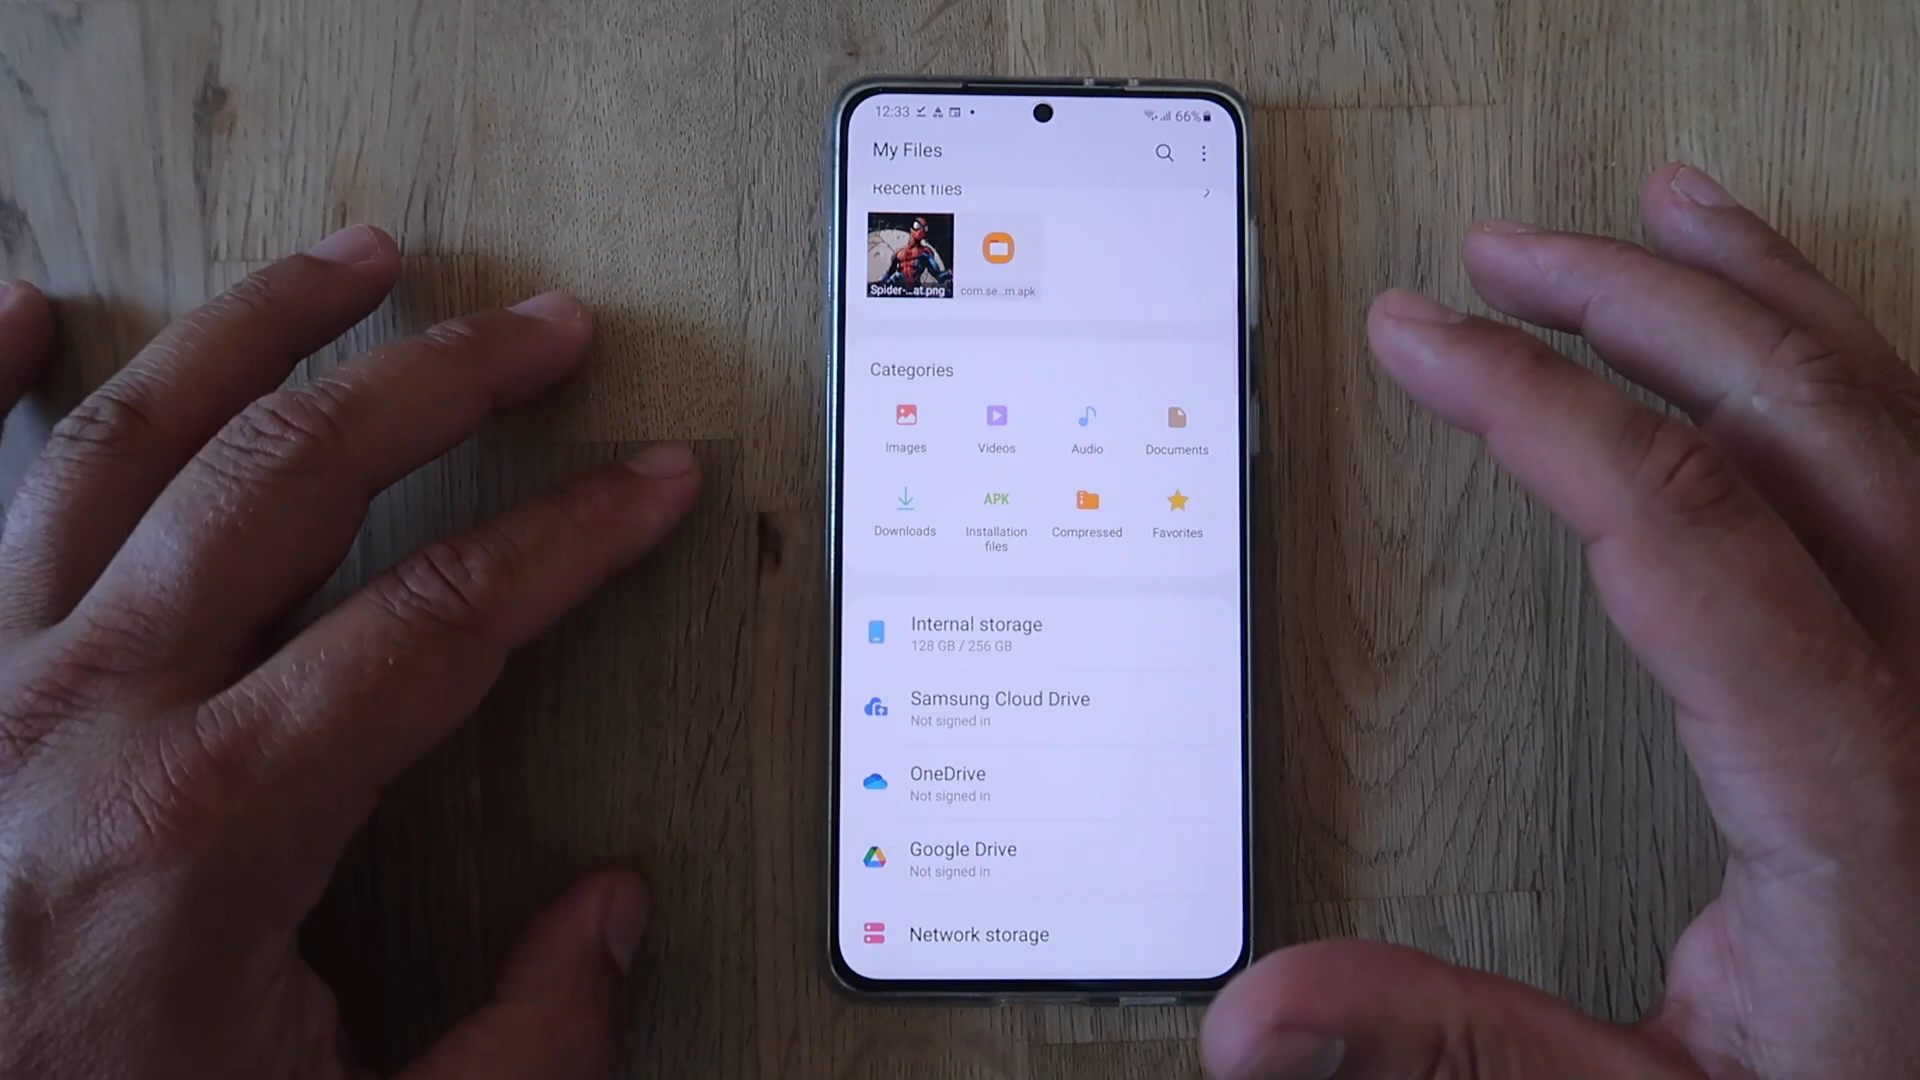 12:33
66%
My Files
Recent files
Spider-...at.png
com.se...m.apk
Categories
Images
Videos
Audio
Documents
Downloads
APK
Installation
files
Compressed
Favorites
Internal storage
128 GB / 256 GB
Samsung Cloud Drive
Not signed in
OneDrive
Not signed in
Google Drive
Not signed in
Network storage